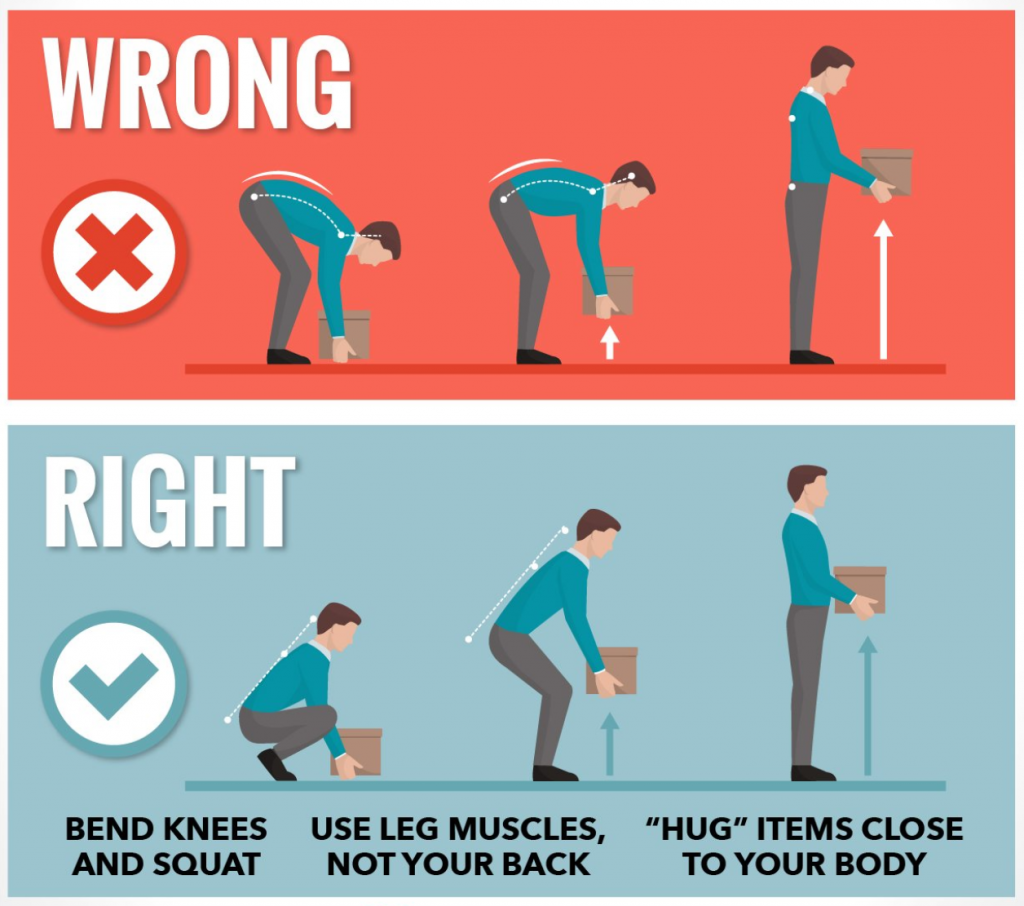 WRONG
RIGHT
BEND KNEES
AND SQUAT
USE LEG MUSCLES,
NOT YOUR BACK
“HUG” ITEMS CLOSE
TO YOUR BODY